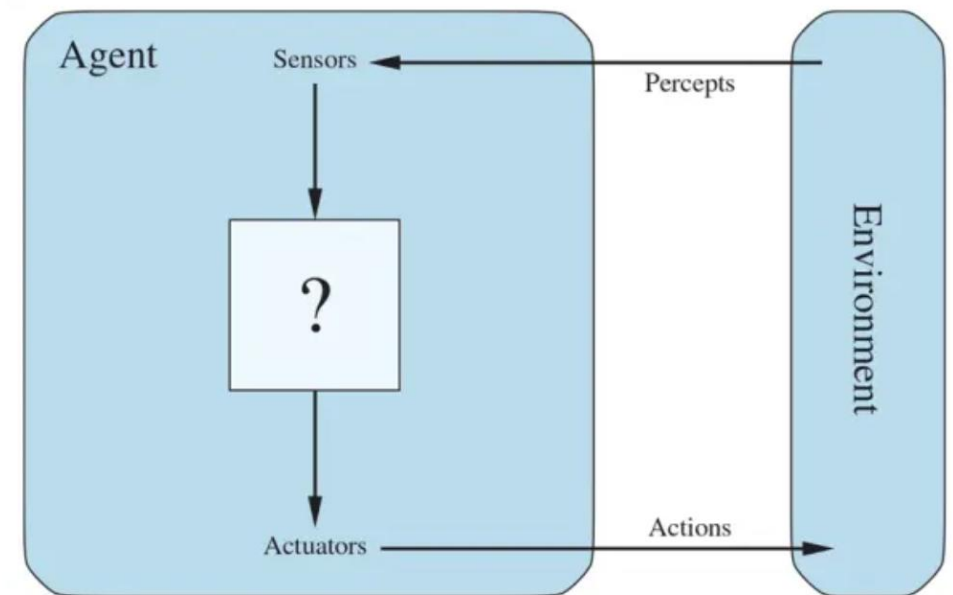 Agent
Sensors
Percepts
?
Environment
Actions
Actuators